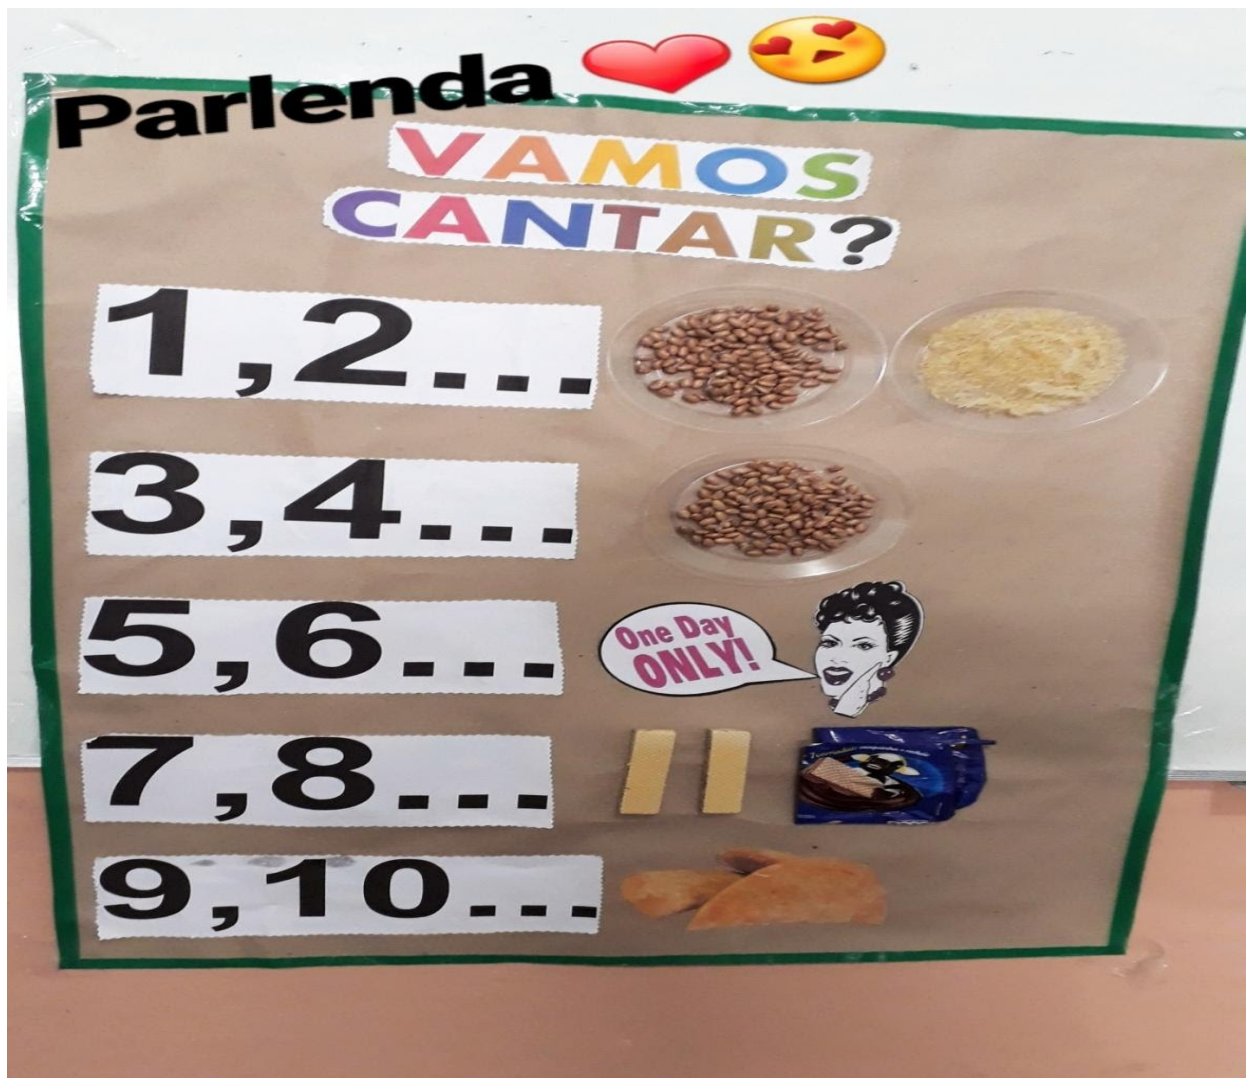 Parlenda
VAMOS
CANTAR?
1,2...
3,4...
5,6...
One Day
ONLY!
7,8...
9,10...